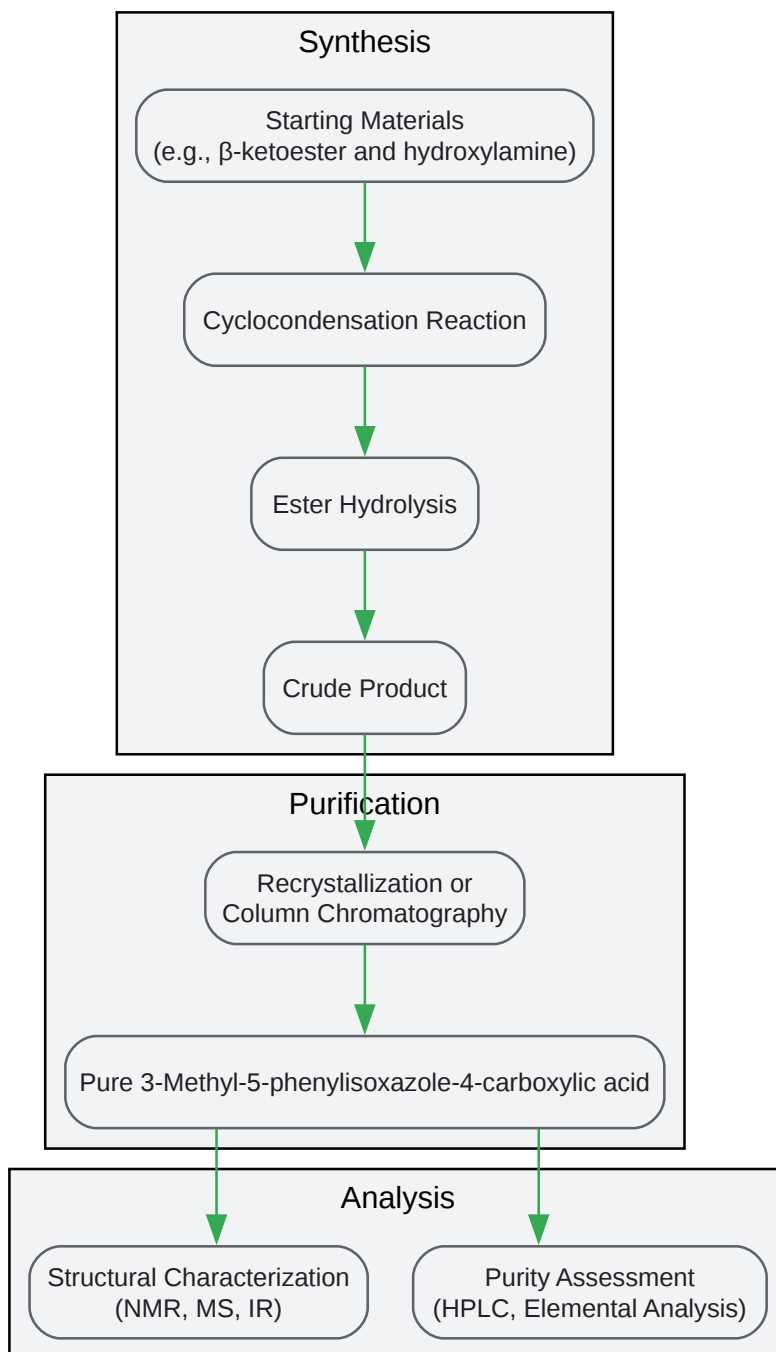 Synthesis
Starting Materials
(e.g., β-ketoester and hydroxylamine)
Cyclocondensation Reaction
Ester Hydrolysis
Crude Product
Purification
Recrystallization or
Column Chromatography
Pure 3-Methyl-5-phenylisoxazole-4-carboxylic acid
Analysis
Structural Characterization
(NMR, MS, IR)
Purity Assessment
(HPLC, Elemental Analysis)